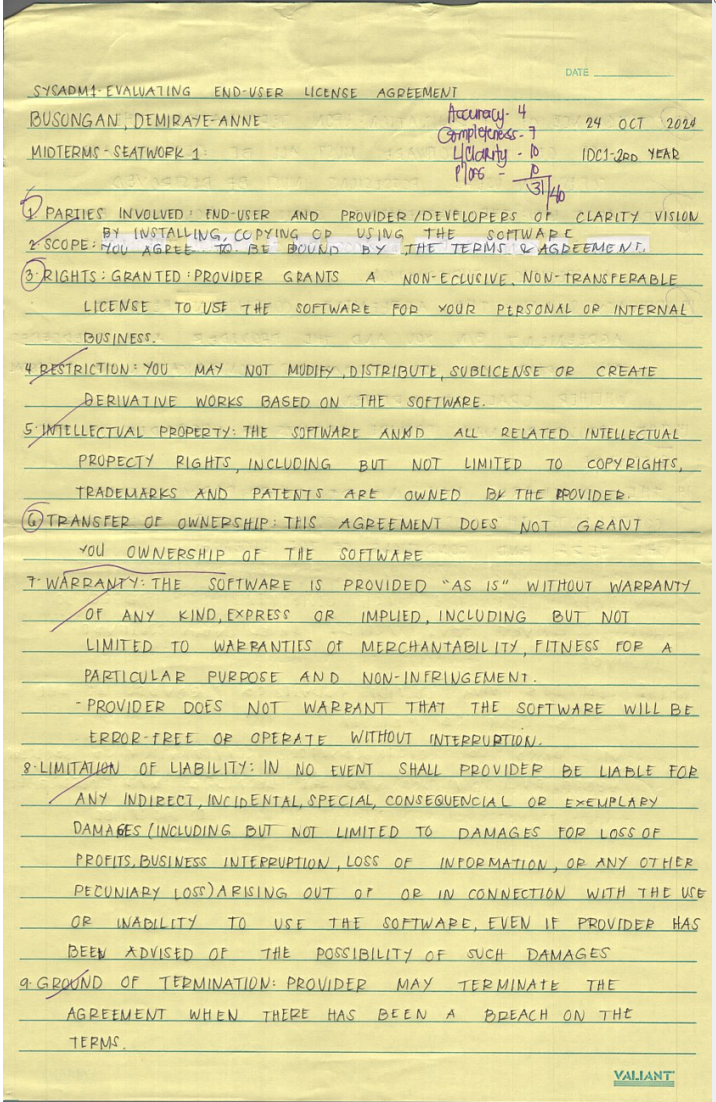 DATE
SYSADM1-EVALUATING END-USER LICENSE AGREEMENT
BUSONGAN, DEMIRAYE-ANNE
24 OCT 2024
MIDTERMS-SEATWORK 1
IDC1-3RD YEAR
Accuracy - 4
Completeness - 7
Clarity - 10
- 10
31/40
1 PARTIES INVOLVED: END-USER AND PROVIDER/DEVELOPERS OF CLARITY VISION
2 SCOPE: BY INSTALLING, COPYING OR USING THE SOFTWARE
YOU AGREE TO BE BOUND BY THE TERMS & AGREEMENT.
3. RIGHTS: GRANTED: PROVIDER GRANTS A NON-ECLUSIVE, NON-TRANSFERABLE
LICENSE TO USE THE SOFTWARE FOR YOUR PERSONAL OR INTERNAL
BUSINESS.
4 RESTRICTION: YOU MAY NOT MODIFY, DISTRIBUTE, SUBLICENSE OR CREATE
DERIVATIVE WORKS BASED ON THE SOFTWARE.
5. INTELLECTUAL PROPERTY: THE SOFTWARE AND ALL RELATED INTELLECTUAL
PROPECTY RIGHTS, INCLUDING BUT NOT LIMITED TO COPYRIGHTS,
TRADEMARKS AND PATENTS ARE OWNED BY THE PROVIDER.
6 TRANSFER OF OWNERSHIP: THIS AGREEMENT DOES NOT GRANT
YOU OWNERSHIP OF THE SOFTWARE
7. WARRANTY: THE SOFTWARE IS PROVIDED "AS IS" WITHOUT WARRANTY
OF ANY KIND, EXPRESS OR IMPLIED, INCLUDING BUT NOT
LIMITED TO WARRANTIES OF MERCHANTABILITY, FITNESS FOR A
PARTICULAR PURPOSE AND NON-INFRINGEMENT.
- PROVIDER DOES NOT WARRANT THAT THE SOFTWARE WILL BE
ERROR-FREE OR OPERATE WITHOUT INTERRUPTION.
8. LIMITATION OF LIABILITY: IN NO EVENT SHALL PROVIDER BE LIABLE FOR
ANY INDIRECT, INCIDENTAL, SPECIAL, CONSEQUENCIAL OR EXEMPLARY
DAMAGES (INCLUDING BUT NOT LIMITED TO DAMAGES FOR LOSS OF
PROFITS, BUSINESS INTERRUPTION, LOSS OF INFORMATION, OR ANY OTHER
PECUNIARY LOSS) ARISING OUT OF OR IN CONNECTION WITH THE USE
OR INABILITY TO USE THE SOFTWARE, EVEN IF PROVIDER HAS
BEEN ADVISED OF THE POSSIBILITY OF SUCH DAMAGES
9. GROUND OF TERMINATION: PROVIDER MAY TERMINATE THE
AGREEMENT WHEN THERE HAS BEEN A BREACH ON THE
TERMS.
VALIANT